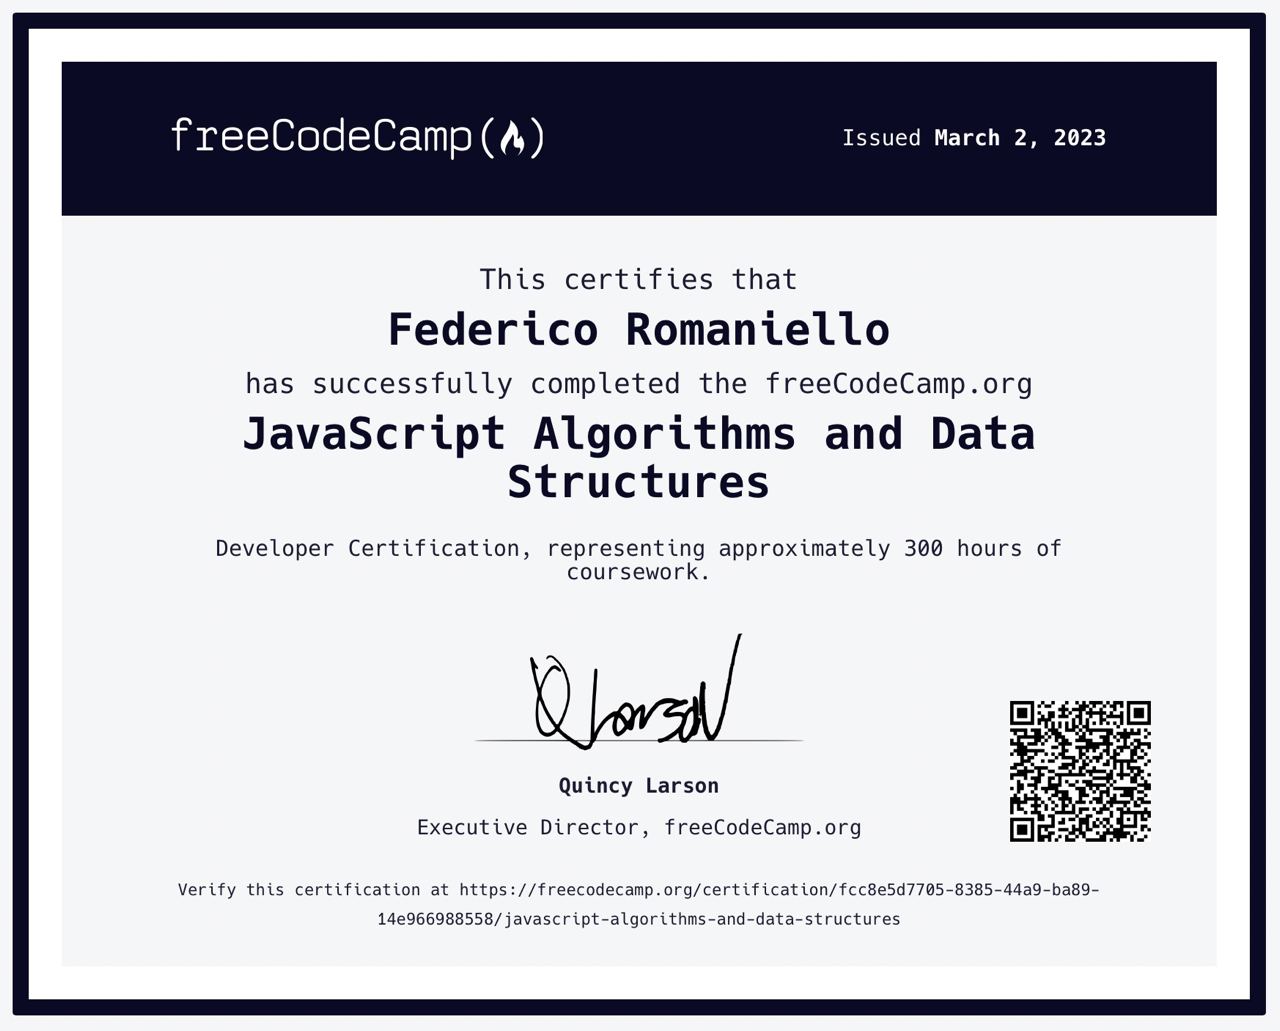 freeCodeCamp
Issued March 2, 2023
This certifies that
Federico Romaniello
has successfully completed the freeCodeCamp.org
JavaScript Algorithms and Data
Structures
Developer Certification, representing approximately 300 hours of
coursework.
Q Larson
Quincy Larson
Executive Director, freeCodeCamp.org
Verify this certification at https://freecodecamp.org/certification/fcc8e5d7705-8385-44a9-ba89-
14e966988558/javascript-algorithms-and-data-structures